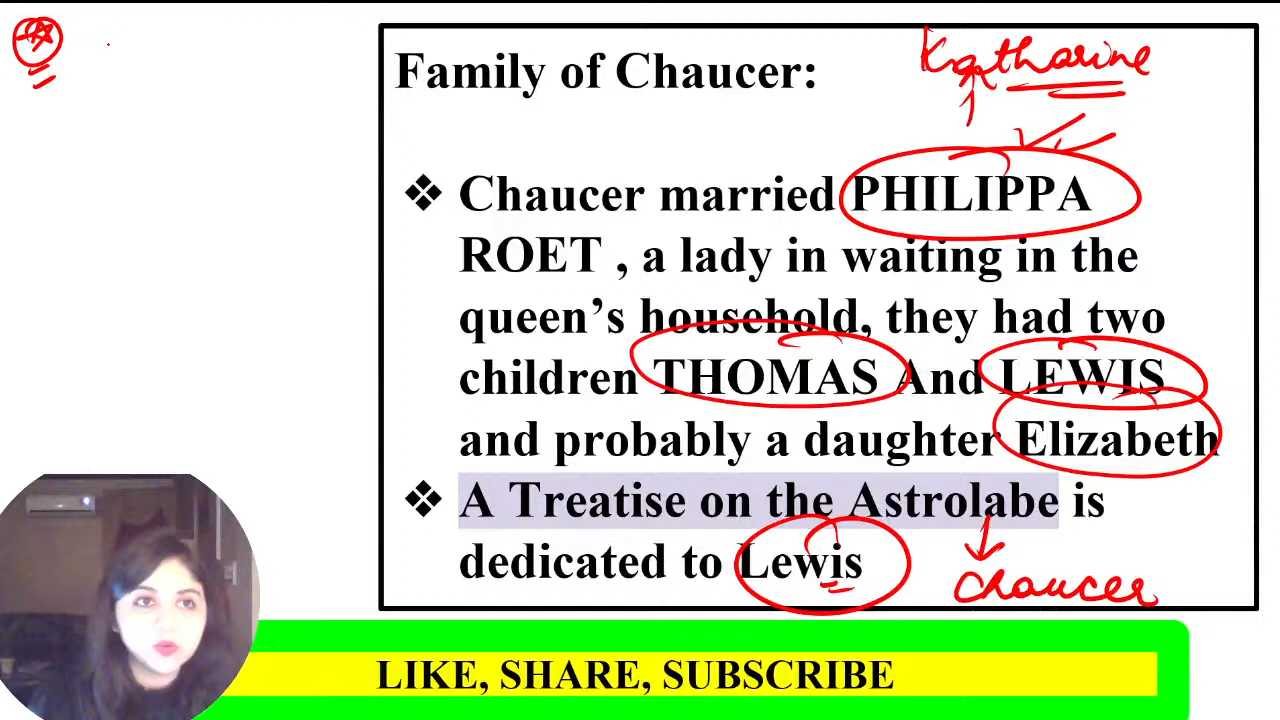 Katharine
Family of Chaucer:
❖ Chaucer married PHILIPPA
ROET , a lady in waiting in the
queen’s household, they had two
children THOMAS And LEWIS
and probably a daughter Elizabeth
❖ A Treatise on the Astrolabe is
dedicated to Lewis
Chaucer
LIKE, SHARE, SUBSCRIBE